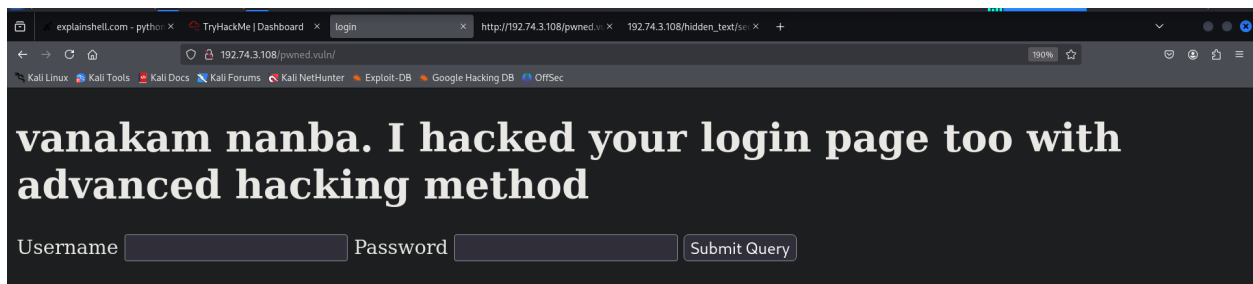 explainshell.com - python
TryHackMe | Dashboard
login
http://192.74.3.108/pwned.vu
192.74.3.108/hidden_text/sec
192.74.3.108/pwned.vuln/
190%
Kali Linux Kali Tools Kali Docs Kali Forums Kali NetHunter Exploit-DB Google Hacking DB OffSec
vanakam nanba. I hacked your login page too with
advanced hacking method
Username Password Submit Query